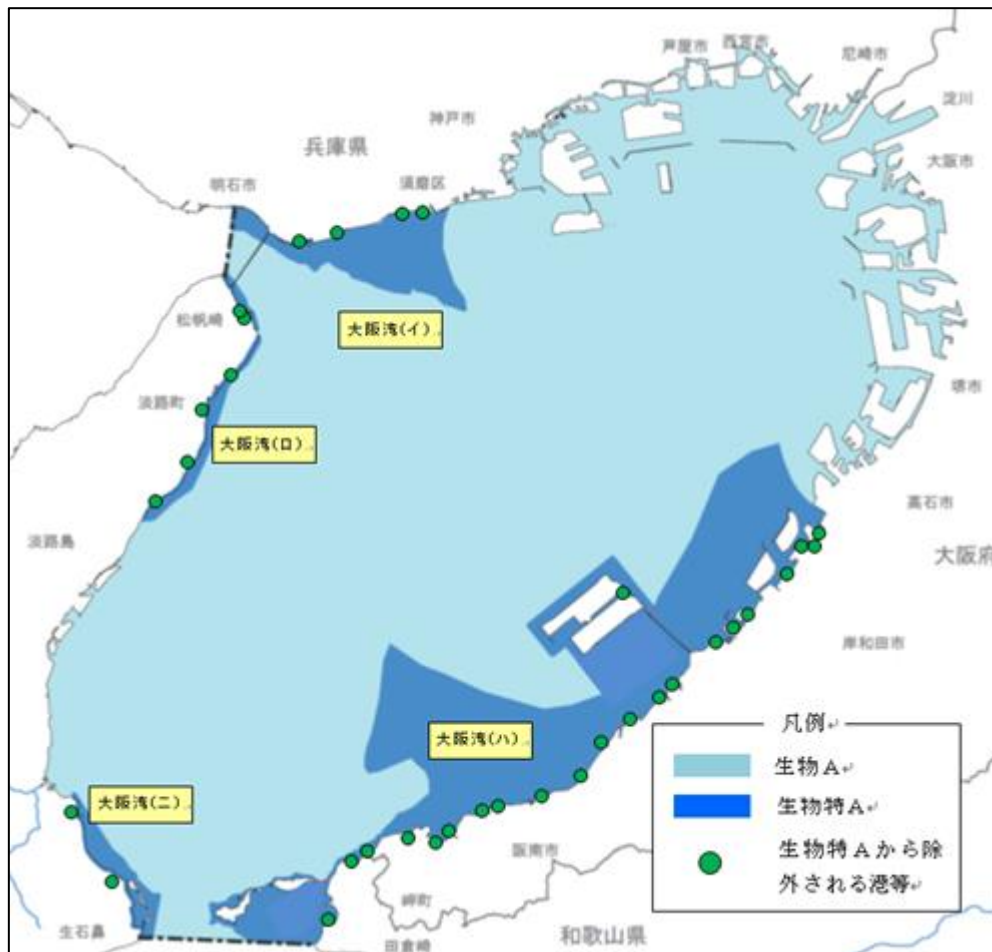 芦屋市
西宮市
尼崎市
淀川
神戸市
兵庫県
大阪市
明石市
須磨区
松帆崎
大阪湾(イ)
淡路町
堺市
大阪湾(ロ)
高石市
淡路島
大阪府
岸和田市
凡例
大阪湾(ハ)
生物A
大阪湾(ニ)
生物特A
阪南市
生物特Aから除
外される港等
岬町
生石鼻
田倉崎
和歌山県